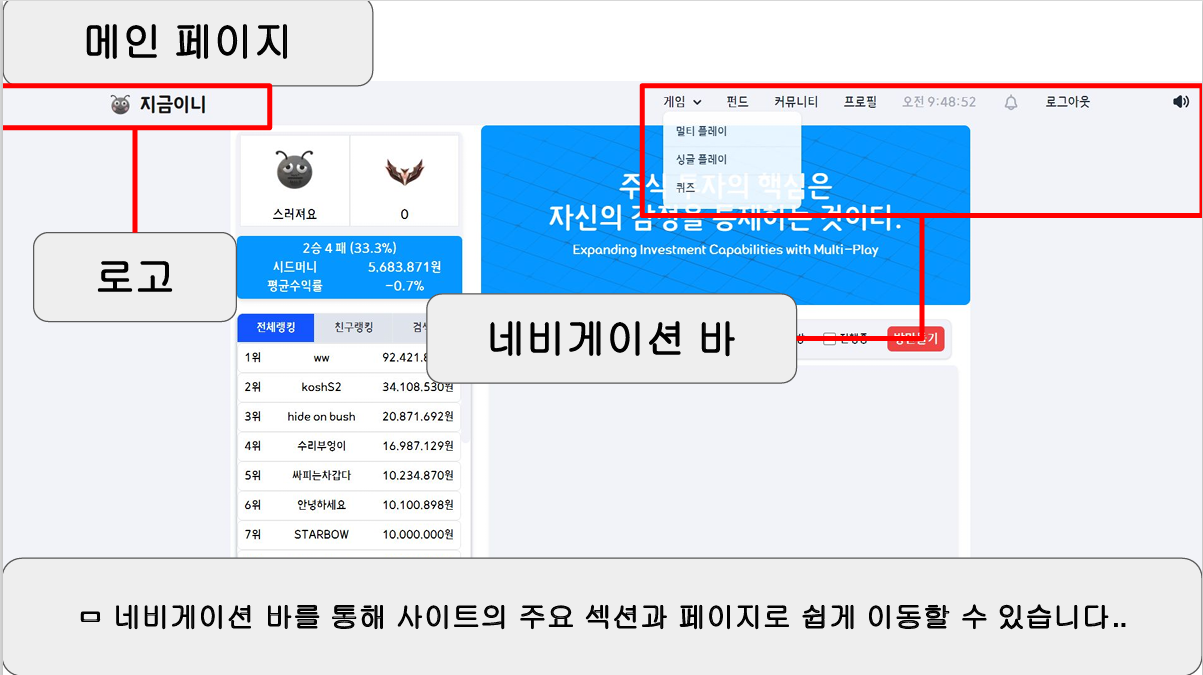 메인 페이지
지금이니
게임 펀드 커뮤니티 프로필 오전 9:48:52 로그아웃
멀티 플레이
싱글 플레이
퀴즈
주식 투자의 핵심은
자신의 감정을 통제하는 것이다.
Expanding Investment Capabilities with Multi-Play
스러져요 0
2승 4 패 (33.3%)
시드머니 5,683,871원
평균수익률 -0.7%
로고
네비게이션 바
전체랭킹 친구랭킹
진행중 방만들기
1위 ww 92,421,8
2위 koshS2 34,108,530원
3위 hide on bush 20,871,692원
4위 수리부엉이 16,987,129원
5위 싸피는차갑다 10,234,870원
6위 안녕하세요 10,100,898원
7위 STARBOW 10,000,000원
ㅁ 네비게이션 바를 통해 사이트의 주요 섹션과 페이지로 쉽게 이동할 수 있습니다..